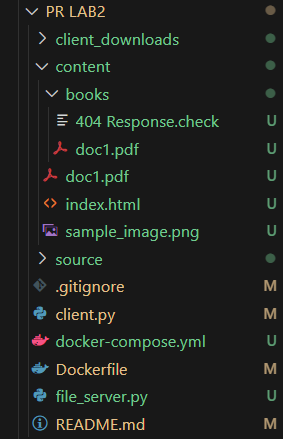 PR LAB2
client_downloads
content
books
404 Response.check U
doc1.pdf U
doc1.pdf U
index.html U
sample_image.png U
source
.gitignore M
client.py M
docker-compose.yml U
Dockerfile M
file_server.py U
README.md M